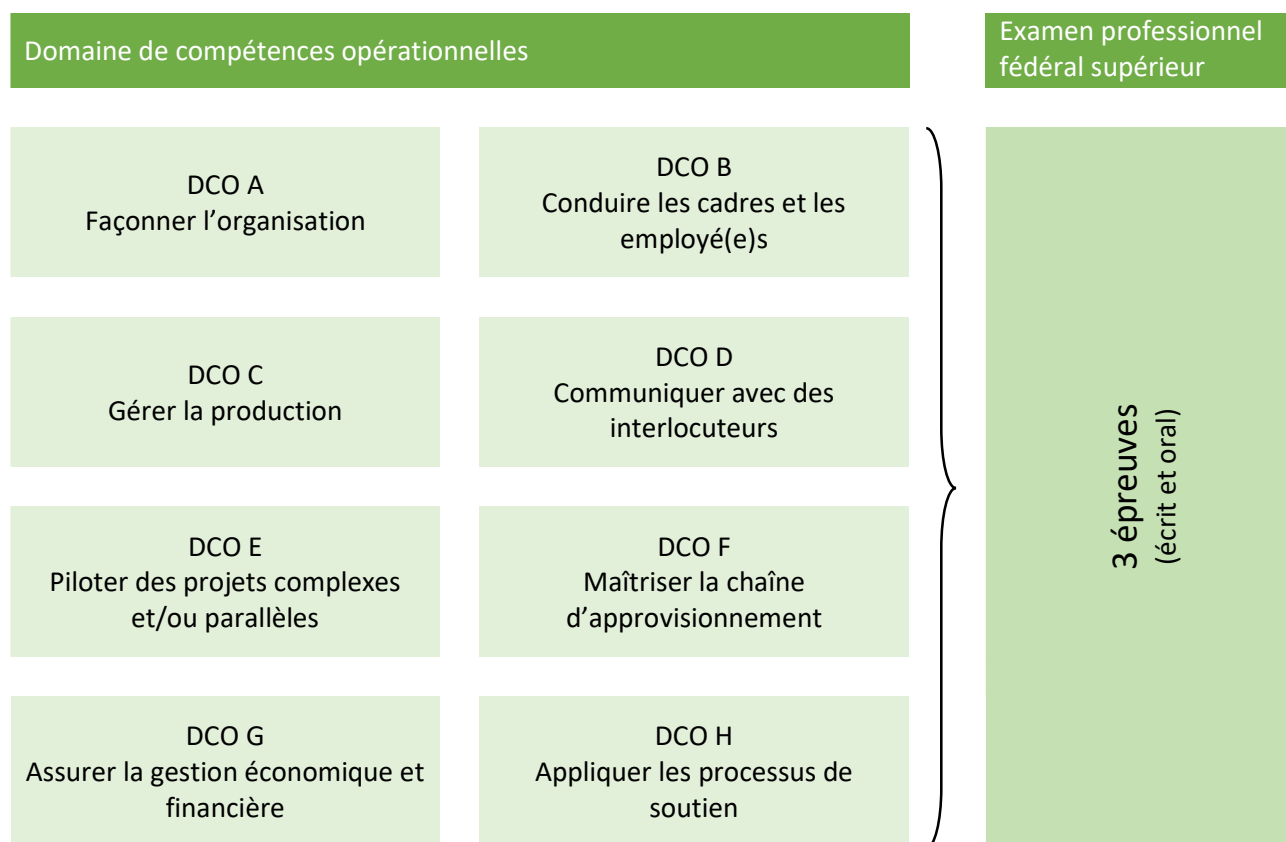 Domaine de compétences opérationnelles
Examen professionnel
fédéral supérieur
DCO A
Façonner l’organisation
DCO B
Conduire les cadres et les
employé(e)s
DCO C
Gérer la production
DCO D
Communiquer avec des
interlocuteurs
DCO E
Piloter des projets complexes
et/ou parallèles
DCO F
Maîtriser la chaîne
d’approvisionnement
DCO G
Assurer la gestion économique et
financière
DCO H
Appliquer les processus de
soutien
3 épreuves
(écrit et oral)